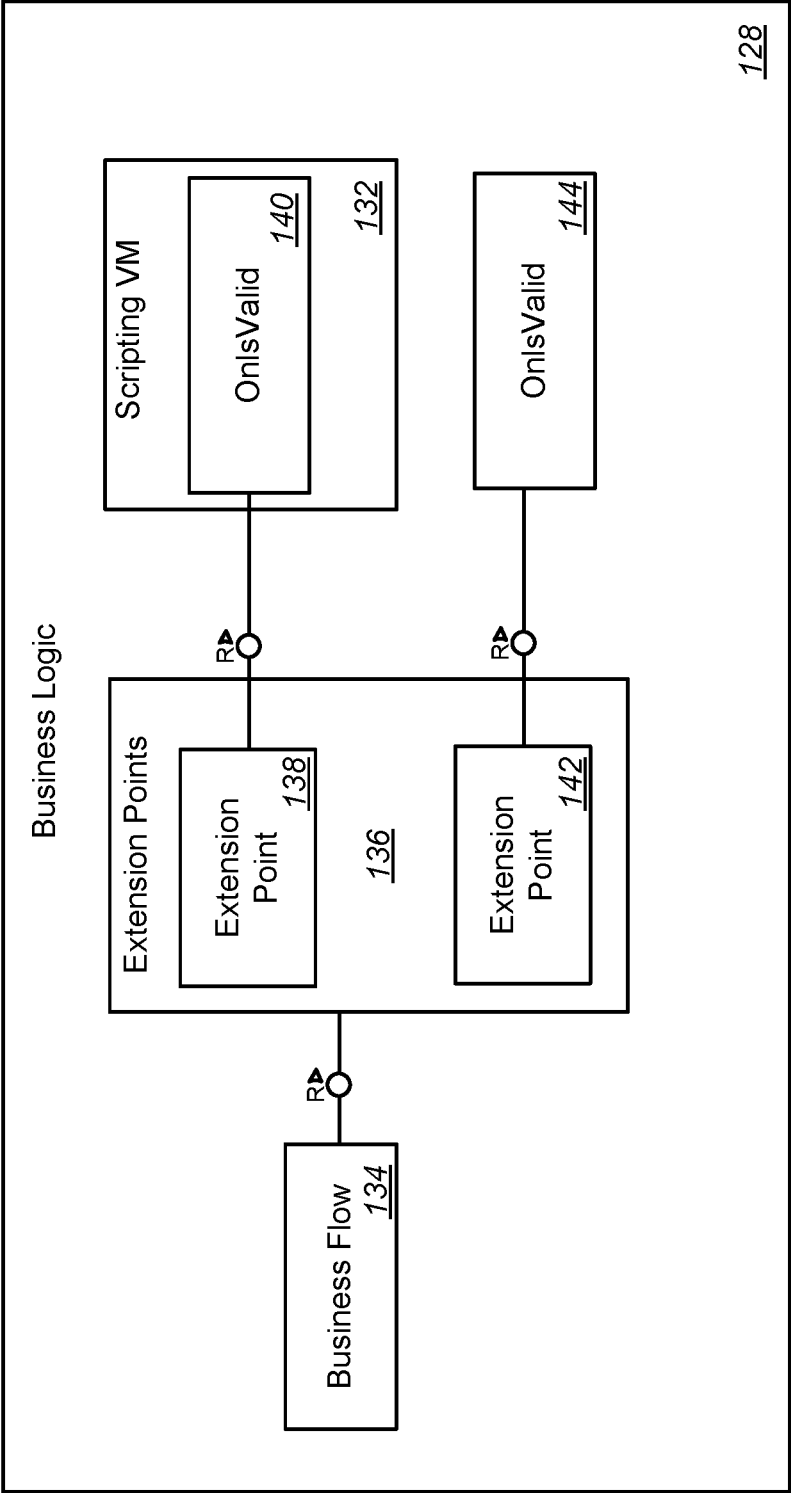 Business Logic
Business Flow
134
R
Extension Points
Extension
Point
138
136
Extension
Point
142
R
R
Scripting VM
OnIsValid
140
132
OnIsValid
144
128